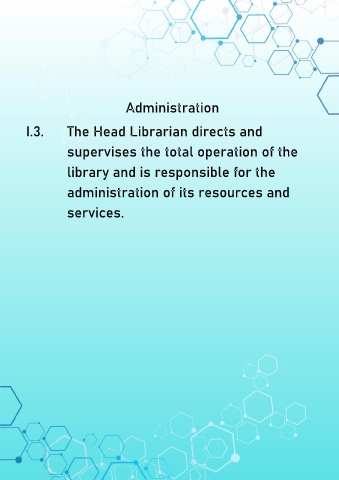 Administration
I.3. The Head Librarian directs and
supervises the total operation of the
library and is responsible for the
administration of its resources and
services.